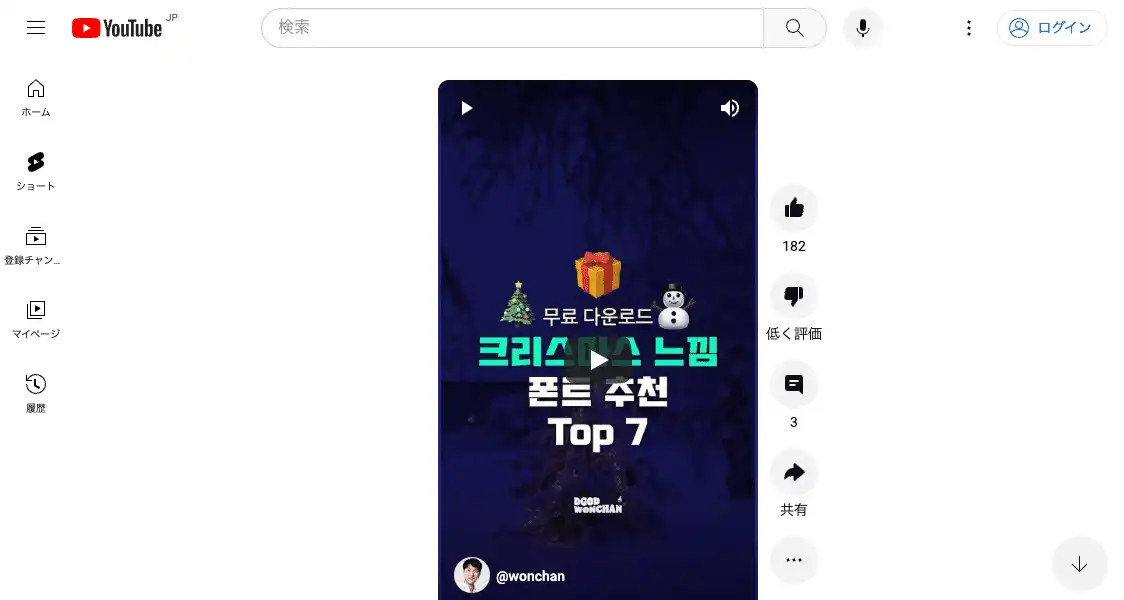 YouTube JP
検索
ログイン
ホーム
ショート
登録チャン...
マイページ
履歴
무료 다운로드
크리스마스 느낌
폰트 추천
Top 7
DGOD
WONCHAN
@wonchan
182
低く評価
3
共有